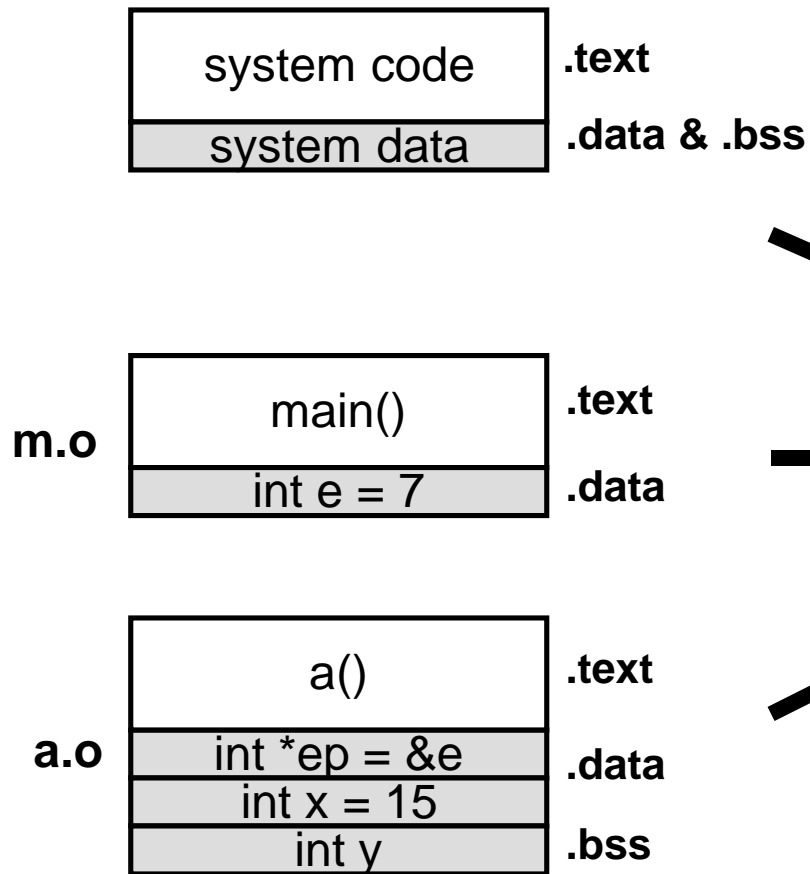 system code .text
system data .data & .bss
main() .text
m.o
int e = 7 .data
a() .text
a.o
int *ep = &e .data
int x = 15
int y .bss